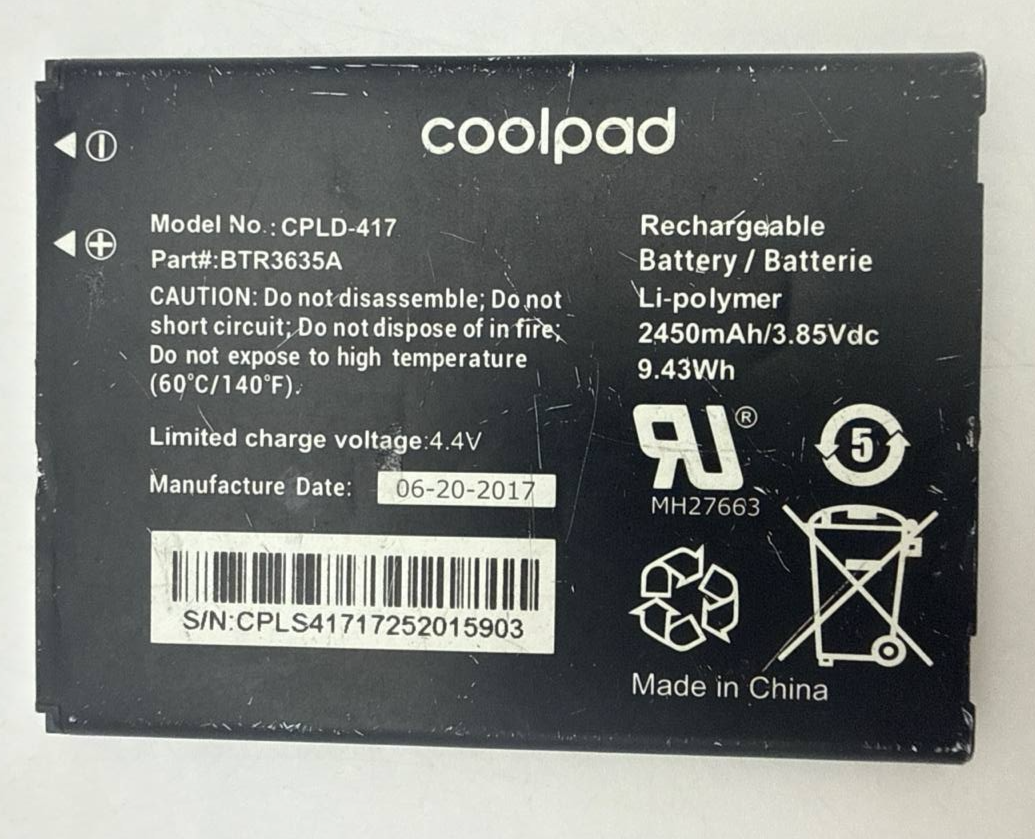 coolpad
Model No.: CPLD-417
Part#:BTR3635A
CAUTION: Do not disassemble; Do not
short circuit; Do not dispose of in fire;
Do not expose to high temperature
(60°C/140°F).
Limited charge voltage:4.4V
Manufacture Date: 06-20-2017
S/N:CPLS41717252015903
Rechargeable
Battery / Batterie
Li-polymer
2450mAh/3.85Vdc
9.43Wh
RU®
MH27663
5
Made in China